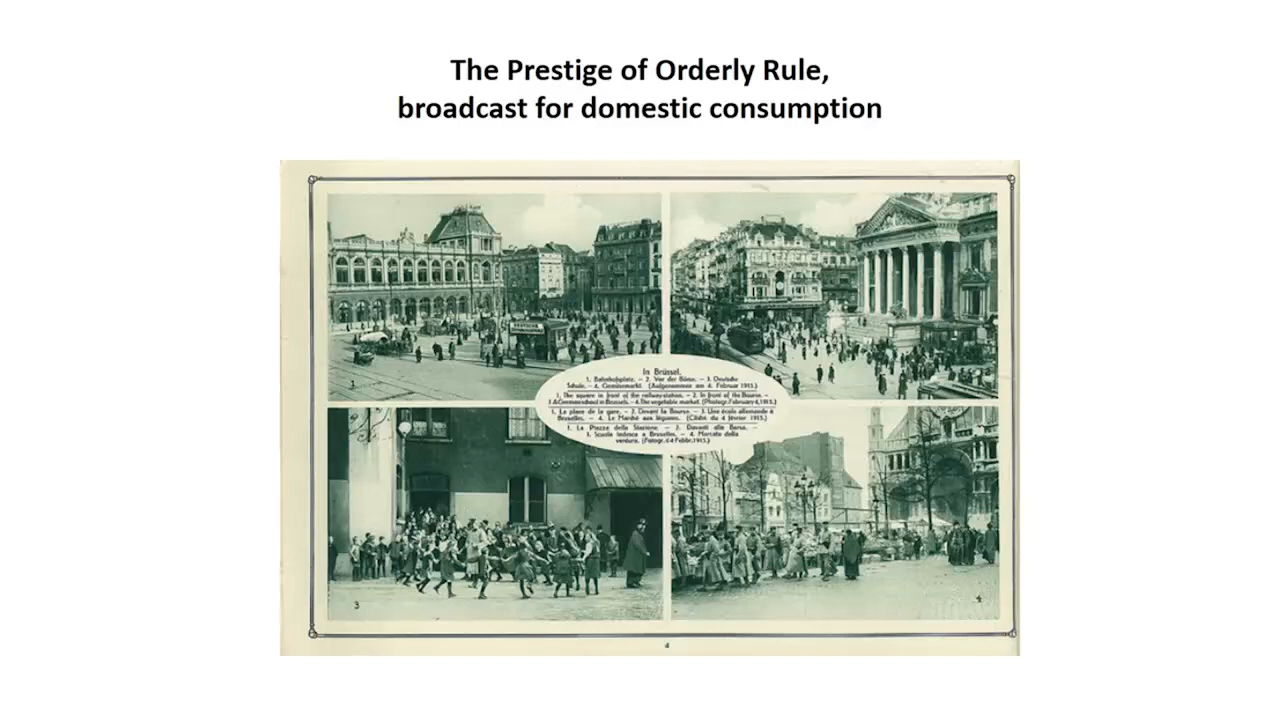 The Prestige of Orderly Rule,
broadcast for domestic consumption
In Brüssel.
1. Bahnhofsplatz. – 2. Vor der Börse. – 3. Deutsche
Schule. – 4. Gemüsemarkt. (Aufgenommen am 4. Februar 1915.)
1. The square in front of the railway-station. – 2. In front of the Bourse. –
3. A German school in Brussels. – 4. The vegetable market. (Photogr. February 4, 1915.)
1. La place de la gare. – 2. Devant la Bourse. – 3. Une école allemande à
Bruxelles. – 4. Le Marché aux légumes. (Cliché du 4 février 1915.)
1. La Piazza della Stazione. – 2. Davanti alla Borsa. –
3. Scuola tedesca a Bruxelles. – 4. Mercato della
verdura. (Fotogr. d. 4 Febbr. 1915.)
3
4
4